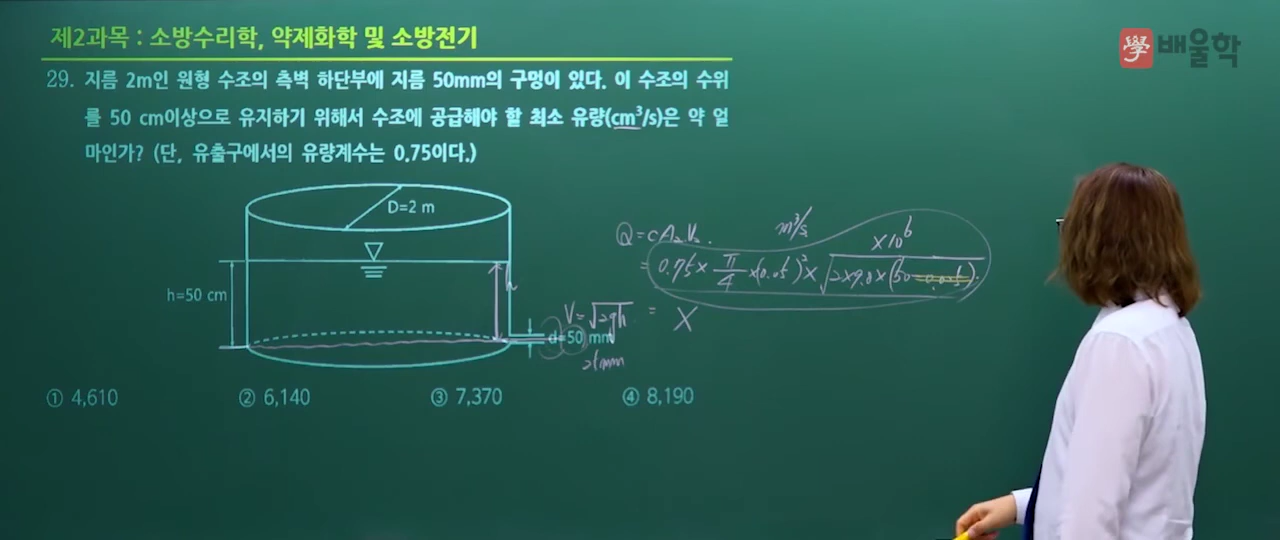 제2과목 : 소방수리학, 약제화학 및 소방전기
學 배울학
29. 지름 2m인 원형 수조의 측벽 하단부에 지름 50mm의 구멍이 있다. 이 수조의 수위
를 50 cm이상으로 유지하기 위해서 수조에 공급해야 할 최소 유량(cm³/s)은 약 얼
마인가? (단, 유출구에서의 유량계수는 0.75이다.)
D=2 m
h=50 cm
h
d=50 mm
V=√2gh
Q=CA₂V₂
m³/s
×10⁶
=0.75×π/4×(0.05)²×√2×9.8×(50
= X
① 4,610
② 6,140
③ 7,370
④ 8,190